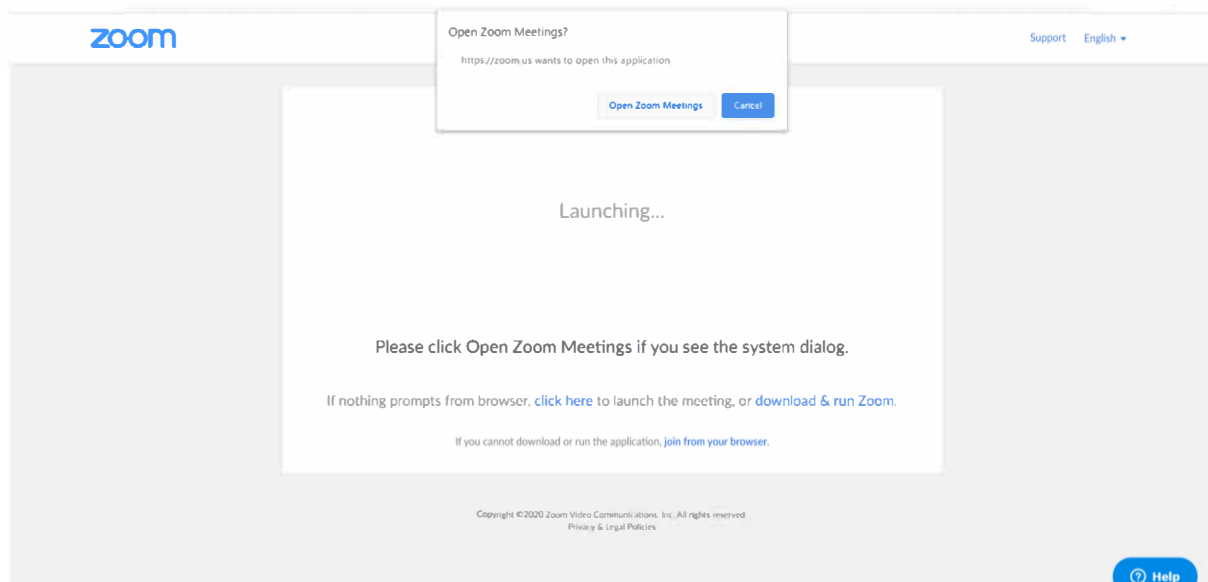 zoom
Support English
Open Zoom Meetings?
https://zoom.us wants to open this application
Open Zoom Meetings Cancel
Launching...
Please click Open Zoom Meetings if you see the system dialog.
If nothing prompts from browser, click here to launch the meeting, or download & run Zoom.
If you cannot download or run the application, join from your browser.
Copyright ©2020 Zoom Video Communications, Inc. All rights reserved
Privacy & Legal Policies
Help